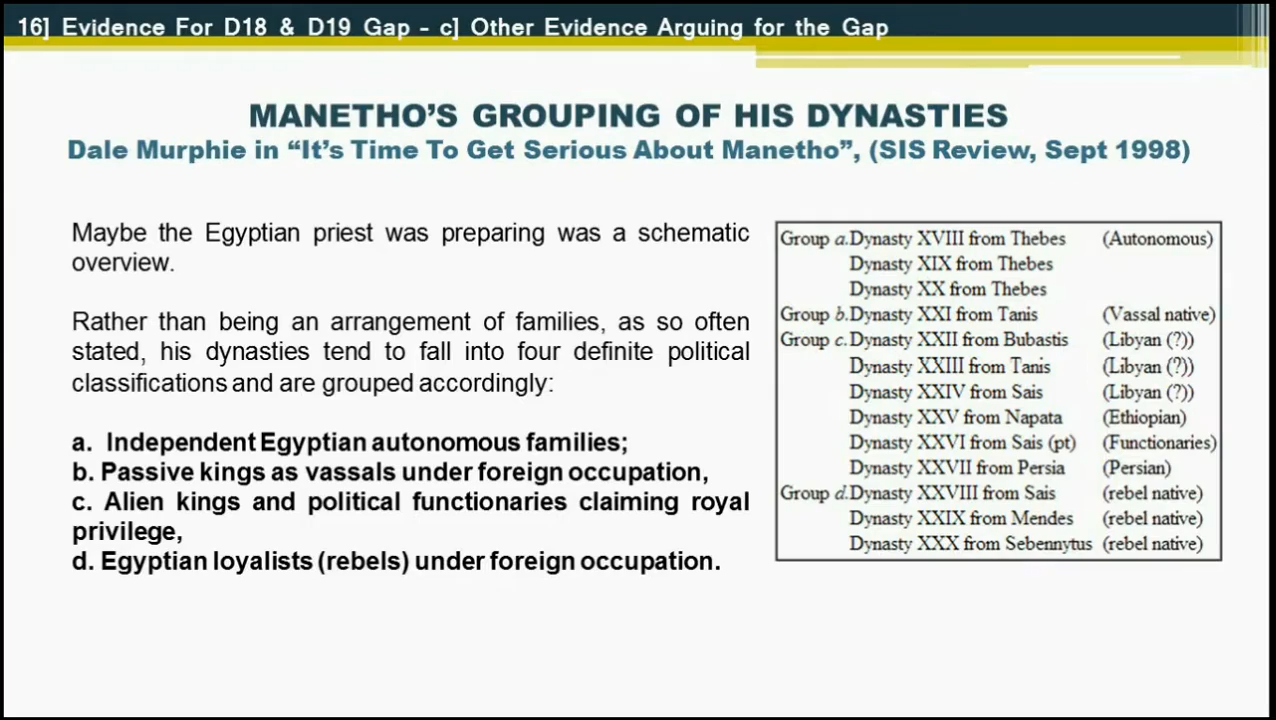 16] Evidence For D18 & D19 Gap – c] Other Evidence Arguing for the Gap
MANETHO'S GROUPING OF HIS DYNASTIES
Dale Murphie in “It's Time To Get Serious About Manetho”, (SIS Review, Sept 1998)
Maybe the Egyptian priest was preparing was a schematic
overview.
Rather than being an arrangement of families, as so often
stated, his dynasties tend to fall into four definite political
classifications and are grouped accordingly:
a. Independent Egyptian autonomous families;
b. Passive kings as vassals under foreign occupation,
c. Alien kings and political functionaries claiming royal
privilege,
d. Egyptian loyalists (rebels) under foreign occupation.
Group a. Dynasty XVIII from Thebes (Autonomous)
Dynasty XIX from Thebes
Dynasty XX from Thebes
Group b. Dynasty XXI from Tanis (Vassal native)
Group c. Dynasty XXII from Bubastis (Libyan (?))
Dynasty XXIII from Tanis (Libyan (?))
Dynasty XXIV from Sais (Libyan (?))
Dynasty XXV from Napata (Ethiopian)
Dynasty XXVI from Sais (pt) (Functionaries)
Dynasty XXVII from Persia (Persian)
Group d. Dynasty XXVIII from Sais (rebel native)
Dynasty XXIX from Mendes (rebel native)
Dynasty XXX from Sebennytus (rebel native)